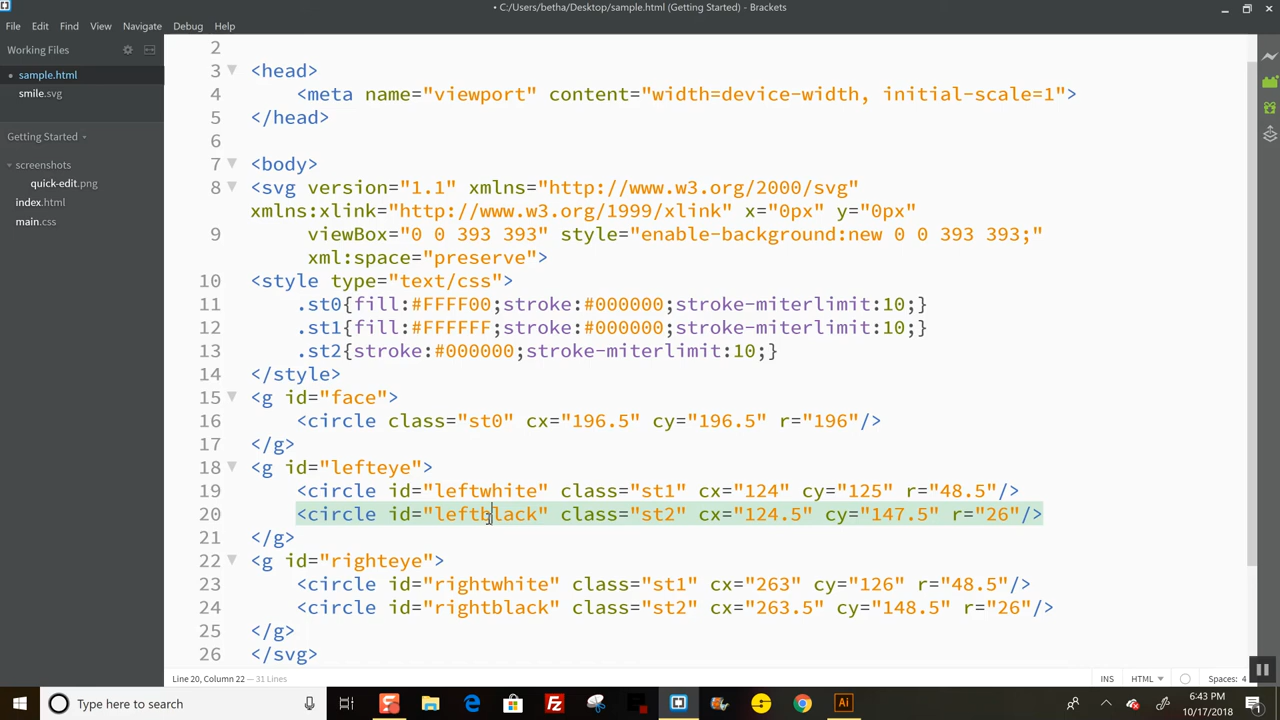 • C:/Users/betha/Desktop/sample.html (Getting Started) - Brackets
File Edit Find View Navigate Debug Help
Working Files
• sample.html
smile.svg
Getting Started
screenshots
quick-edit.png
index.html
main.css
2
3 <head>
4 <meta name="viewport" content="width=device-width, initial-scale=1">
5 </head>
6
7 <body>
8 <svg version="1.1" xmlns="http://www.w3.org/2000/svg"
xmlns:xlink="http://www.w3.org/1999/xlink" x="0px" y="0px"
9 viewBox="0 0 393 393" style="enable-background:new 0 0 393 393;"
xml:space="preserve">
10 <style type="text/css">
11 .st0{fill:#FFFF00;stroke:#000000;stroke-miterlimit:10;}
12 .st1{fill:#FFFFFF;stroke:#000000;stroke-miterlimit:10;}
13 .st2{stroke:#000000;stroke-miterlimit:10;}
14 </style>
15 <g id="face">
16 <circle class="st0" cx="196.5" cy="196.5" r="196"/>
17 </g>
18 <g id="lefteye">
19 <circle id="leftwhite" class="st1" cx="124" cy="125" r="48.5"/>
20 <circle id="leftblack" class="st2" cx="124.5" cy="147.5" r="26"/>
21 </g>
22 <g id="righteye">
23 <circle id="rightwhite" class="st1" cx="263" cy="126" r="48.5"/>
24 <circle id="rightblack" class="st2" cx="263.5" cy="148.5" r="26"/>
25 </g>
26 </svg>
Line 20, Column 22 — 31 Lines
INS HTML Spaces: 4
Type here to search
Ai
6:43 PM
10/17/2018